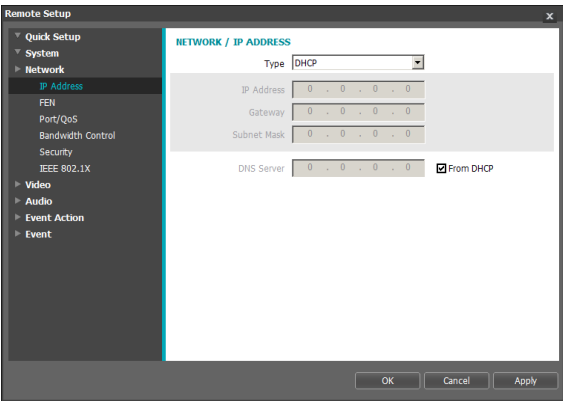 Remote Setup
x
Quick Setup
System
Network
IP Address
FEN
Port/QoS
Bandwidth Control
Security
IEEE 802.1X
Video
Audio
Event Action
Event
NETWORK / IP ADDRESS
Type DHCP
IP Address 0 . 0 . 0 . 0
Gateway 0 . 0 . 0 . 0
Subnet Mask 0 . 0 . 0 . 0
DNS Server 0 . 0 . 0 . 0 From DHCP
OK Cancel Apply